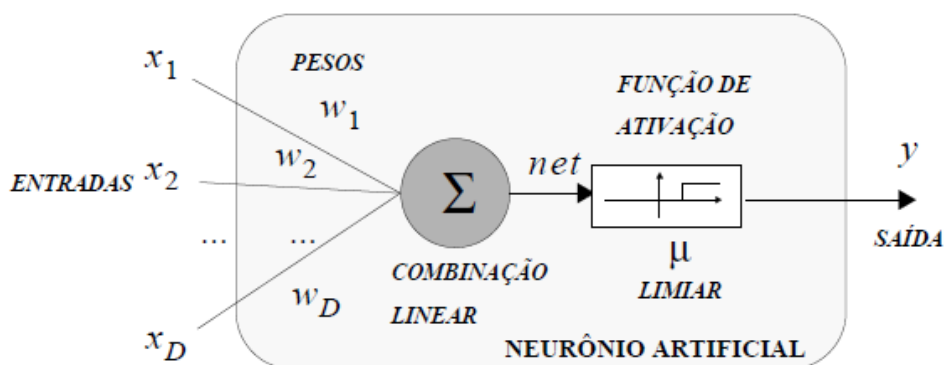 x1
PESOS
w1
FUNÇÃO DE
ATIVAÇÃO
ENTRADAS x2
w2
Σ
net
y
SAÍDA
... ...
COMBINAÇÃO
LINEAR
μ
LIMIAR
wD
xD
NEURÔNIO ARTIFICIAL